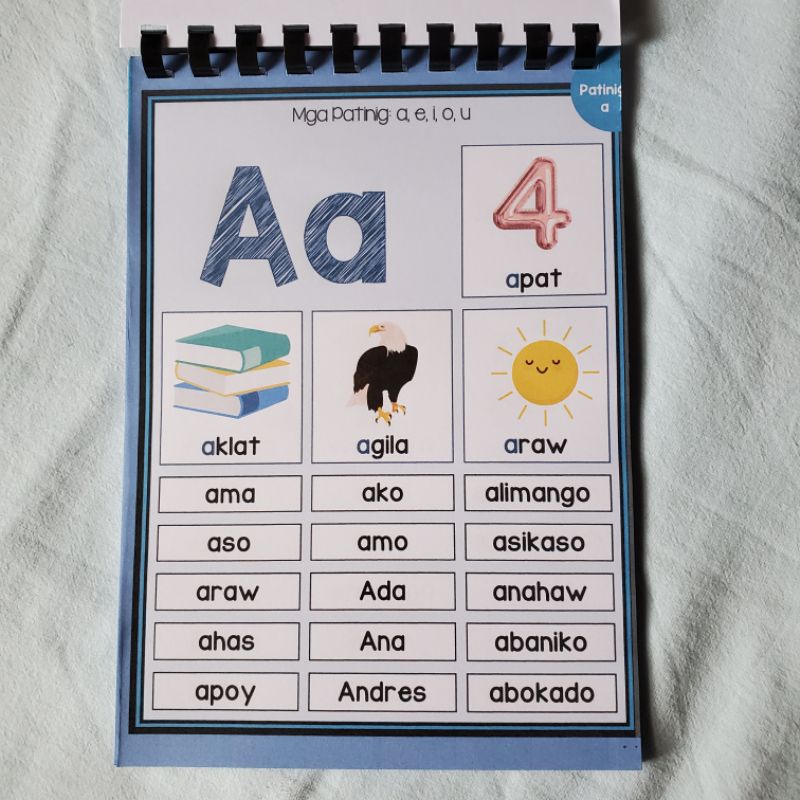 Patinig
a
Mga Patinig: a, e, i, o, u
Aa
4
apat
aklat
agila
araw
ama
ako
alimango
aso
amo
asikaso
araw
Ada
anahaw
ahas
Ana
abaniko
apoy
Andres
abokado